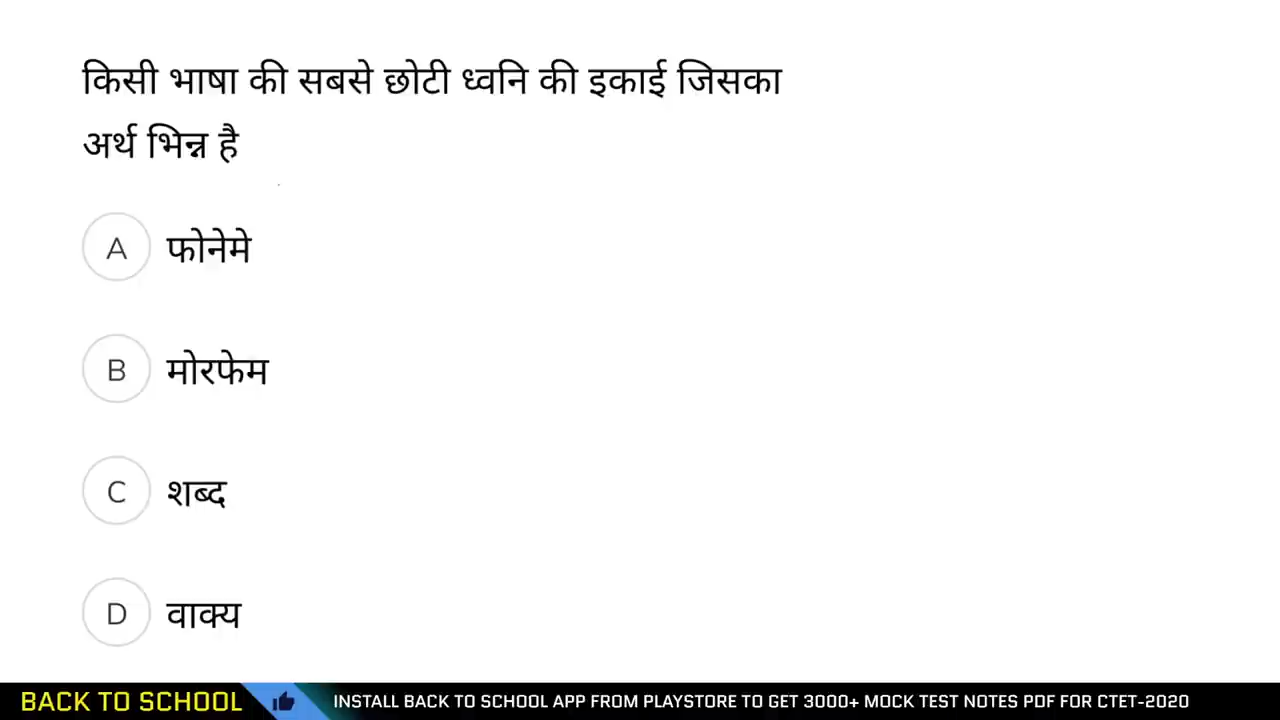 किसी भाषा की सबसे छोटी ध्वनि की इकाई जिसका
अर्थ भिन्न है
A फोनेमे
B मोरफेम
C शब्द
D वाक्य
BACK TO SCHOOL INSTALL BACK TO SCHOOL APP FROM PLAYSTORE TO GET 3000+ MOCK TEST NOTES PDF FOR CTET-2020